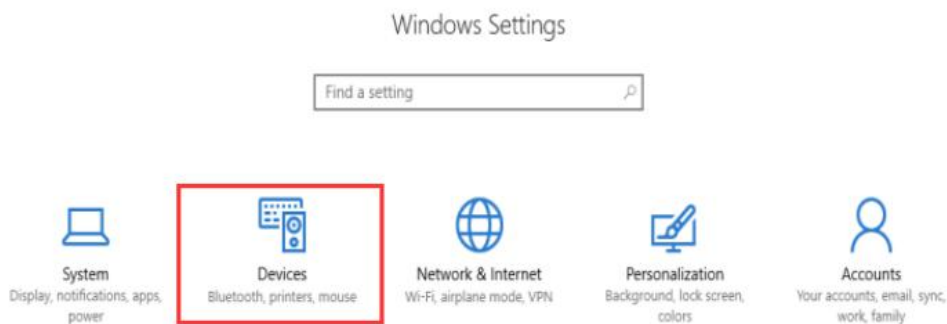 Windows Settings
Find a setting
System
Display, notifications, apps,
power
Devices
Bluetooth, printers, mouse
Network & Internet
Wi-Fi, airplane mode, VPN
Personalization
Background, lock screen,
colors
Accounts
Your accounts, email, sync,
work, family